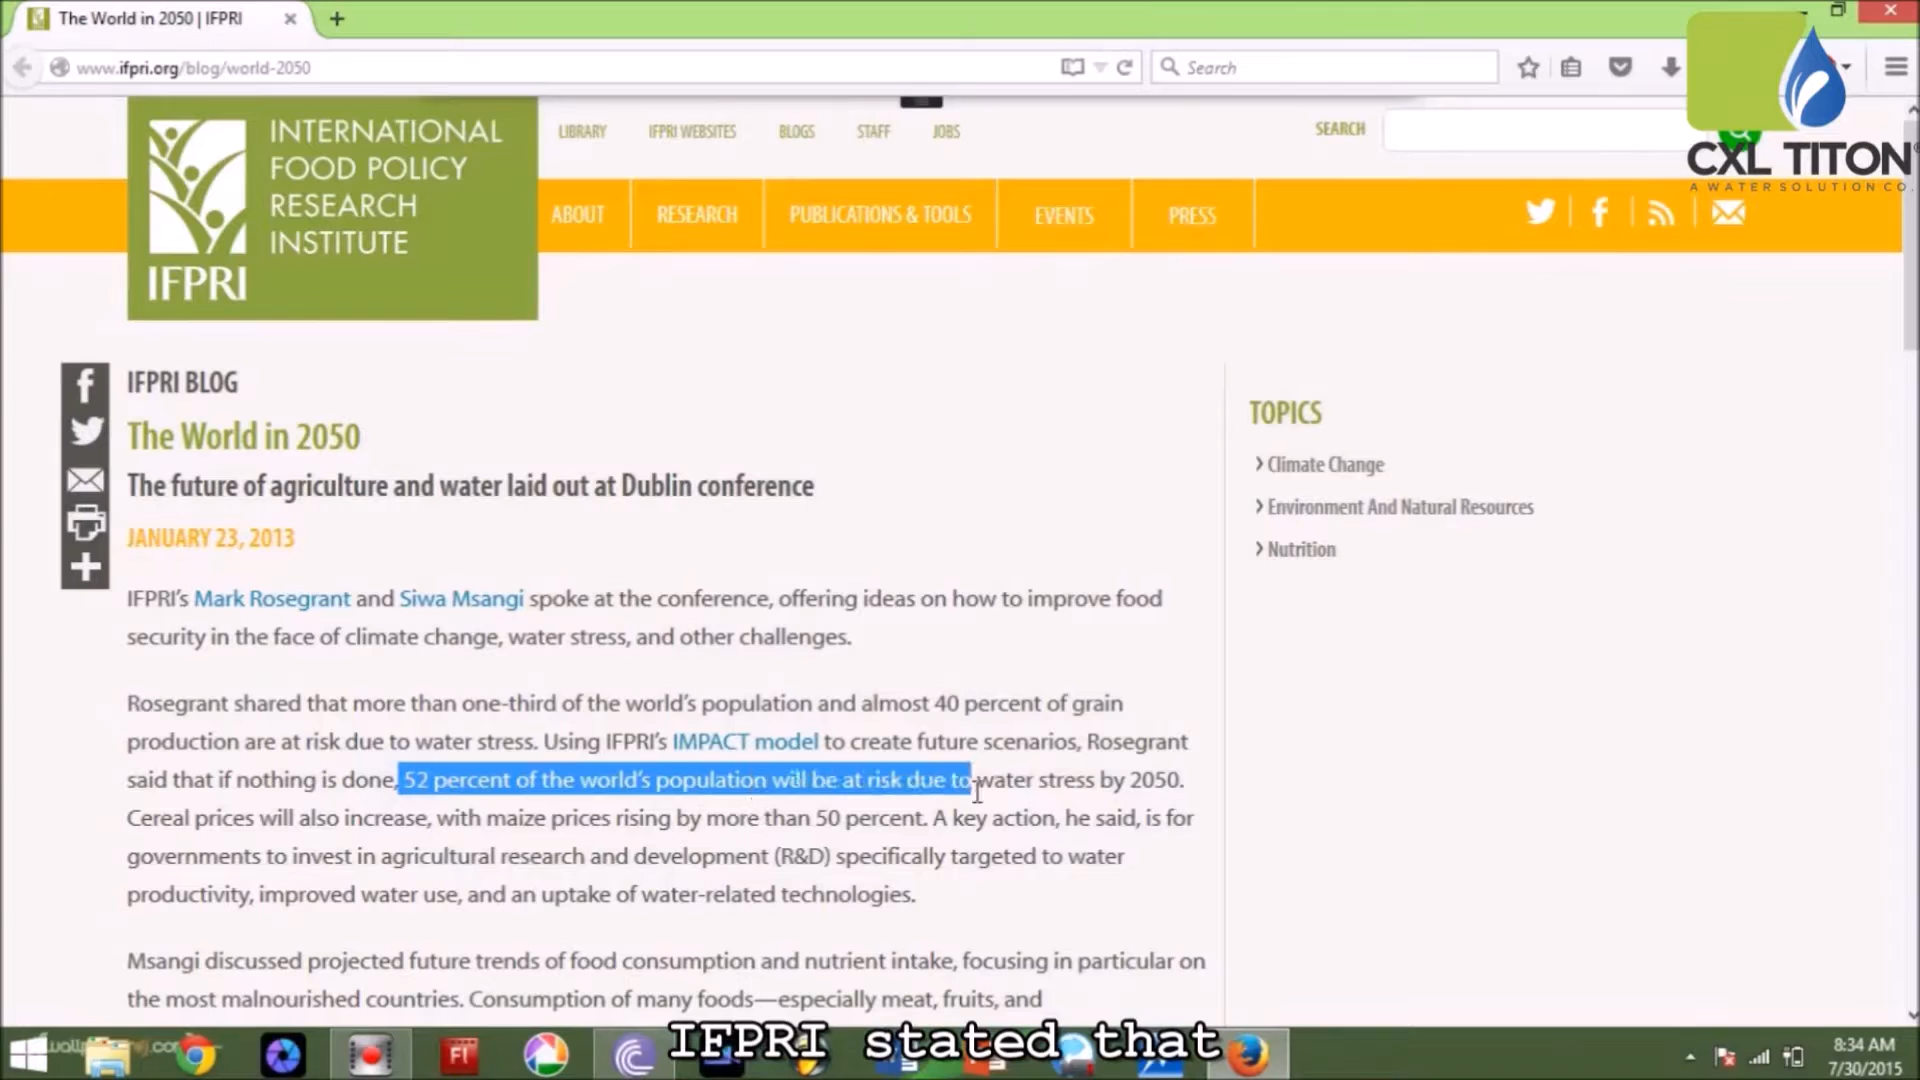 The World in 2050 | IFPRI
www.ifpri.org/blog/world-2050
Search
CXL TITON
A WATER SOLUTION CO.
INTERNATIONAL
FOOD POLICY
RESEARCH
INSTITUTE
IFPRI
LIBRARY
IFPRI WEBSITES
BLOGS
STAFF
JOBS
SEARCH
ABOUT
RESEARCH
PUBLICATIONS & TOOLS
EVENTS
PRESS
IFPRI BLOG
The World in 2050
The future of agriculture and water laid out at Dublin conference
JANUARY 23, 2013
IFPRI's Mark Rosegrant and Siwa Msangi spoke at the conference, offering ideas on how to improve food
security in the face of climate change, water stress, and other challenges.
Rosegrant shared that more than one-third of the world's population and almost 40 percent of grain
production are at risk due to water stress. Using IFPRI's IMPACT model to create future scenarios, Rosegrant
said that if nothing is done, 52 percent of the world's population will be at risk due to water stress by 2050.
Cereal prices will also increase, with maize prices rising by more than 50 percent. A key action, he said, is for
governments to invest in agricultural research and development (R&D) specifically targeted to water
productivity, improved water use, and an uptake of water-related technologies.
Msangi discussed projected future trends of food consumption and nutrient intake, focusing in particular on
the most malnourished countries. Consumption of many foods—especially meat, fruits, and
TOPICS
Climate Change
Environment And Natural Resources
Nutrition
IFPRI stated that
Fl
8:34 AM
7/30/2015